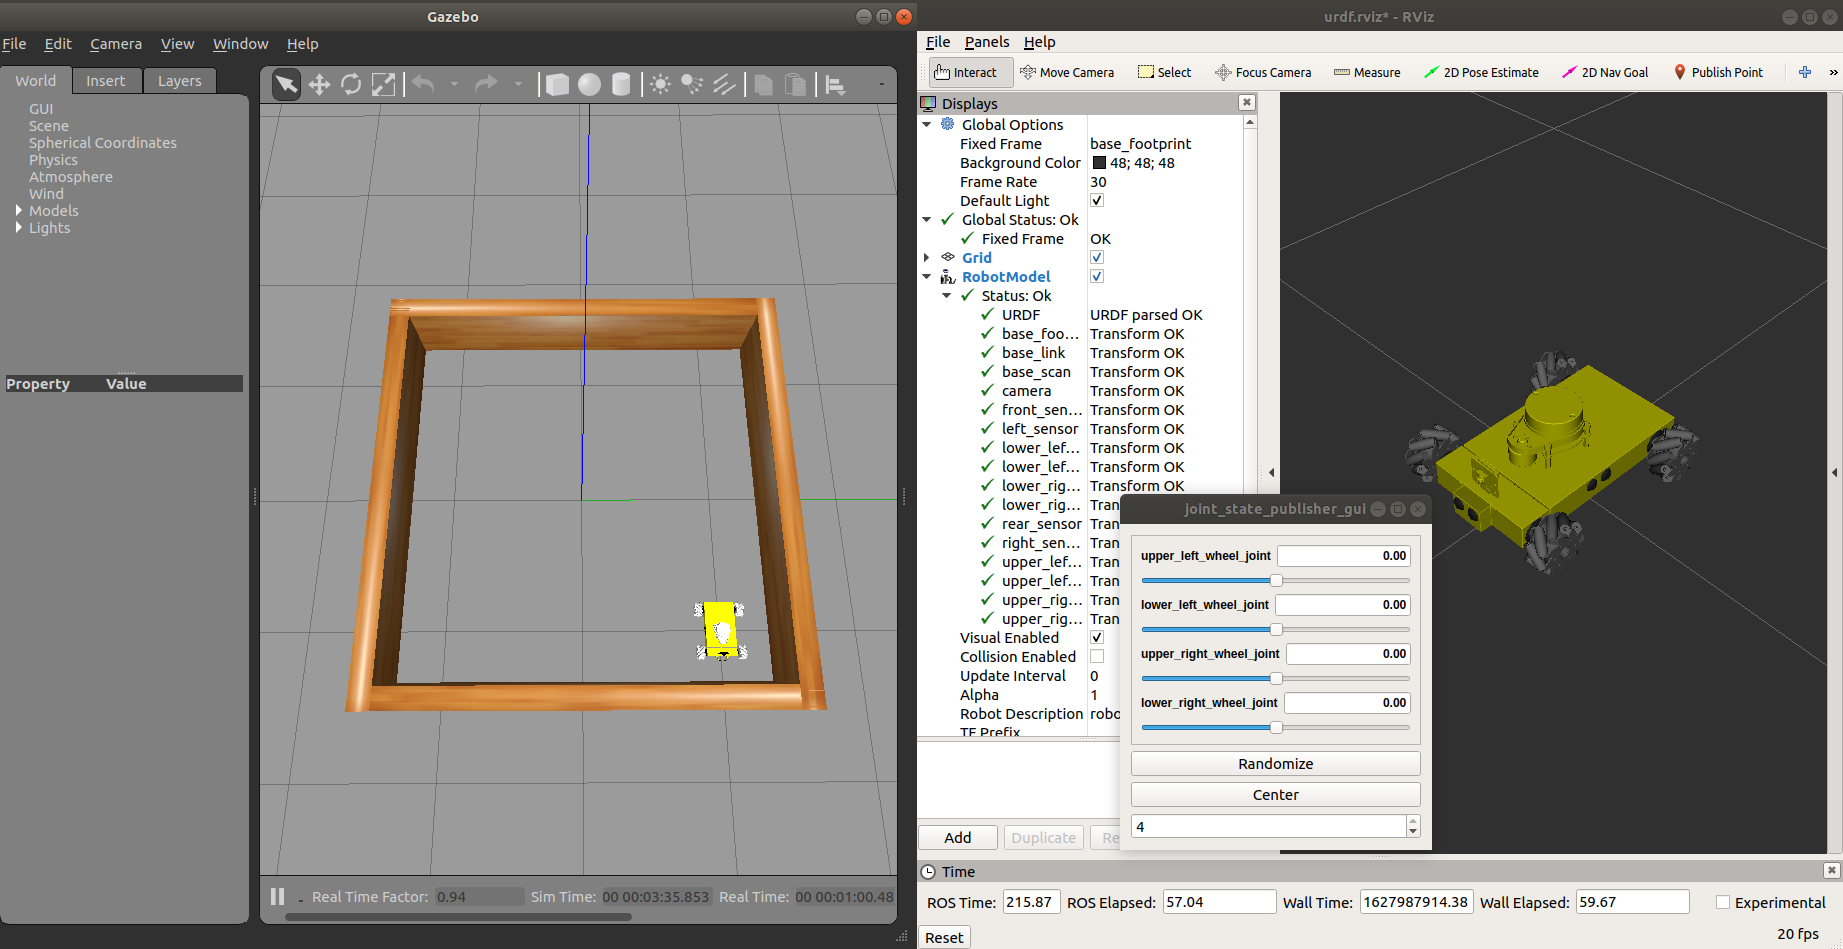 Gazebo
File Edit Camera View Window Help
World Insert Layers
GUI
Scene
Spherical Coordinates
Physics
Atmosphere
Wind
Models
Lights
Property Value
Real Time Factor: 0.94 Sim Time: 00 00:03:35.853 Real Time: 00 00:01:00.48
urdf.rviz* - RViz
File Panels Help
Interact Move Camera Select Focus Camera Measure 2D Pose Estimate 2D Nav Goal Publish Point
Displays
Global Options
Fixed Frame base_footprint
Background Color 48; 48; 48
Frame Rate 30
Default Light
Global Status: Ok
Fixed Frame OK
Grid
RobotModel
Status: Ok
URDF URDF parsed OK
base_foo... Transform OK
base_link Transform OK
base_scan Transform OK
camera Transform OK
front_sen... Transform OK
left_sensor Transform OK
lower_lef... Transform OK
lower_lef... Transform OK
lower_rig... Transform OK
lower_rig... Tran
rear_sensor Tran
right_sen... Tran
upper_lef... Tran
upper_lef... Tran
upper_rig... Tran
upper_rig... Tran
Visual Enabled
Collision Enabled
Update Interval 0
Alpha 1
Robot Description robo
TF Prefix
Add Duplicate Re
joint_state_publisher_gui
upper_left_wheel_joint 0.00
lower_left_wheel_joint 0.00
upper_right_wheel_joint 0.00
lower_right_wheel_joint 0.00
Randomize
Center
4
Time
ROS Time: 215.87 ROS Elapsed: 57.04 Wall Time: 1627987914.38 Wall Elapsed: 59.67 Experimental
Reset 20 fps